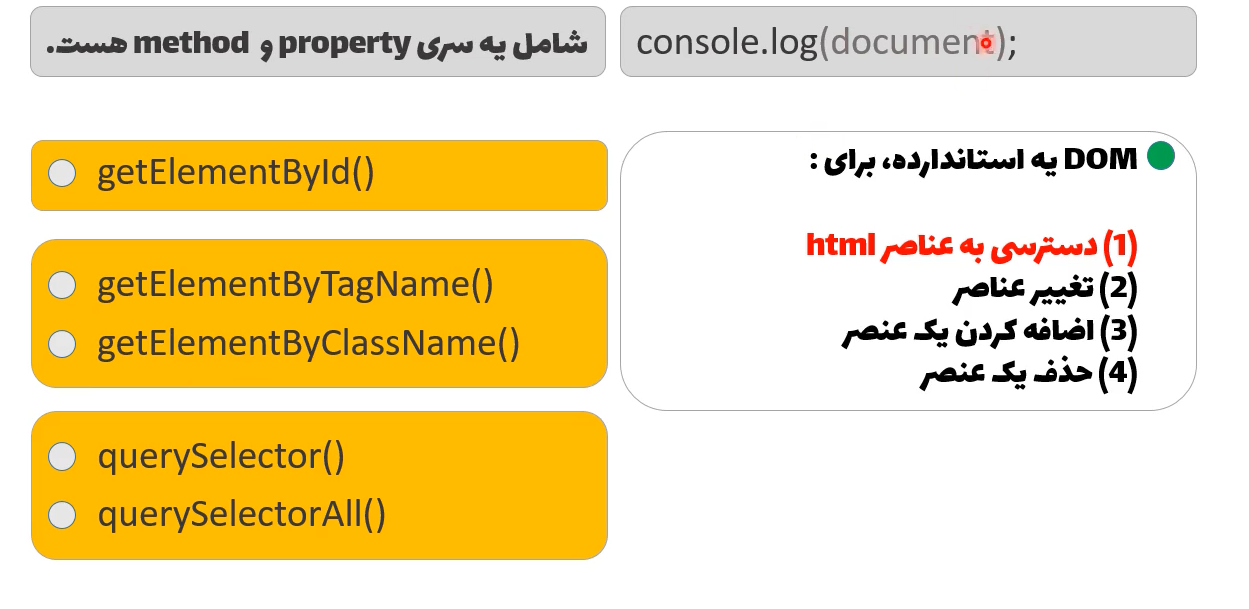 console.log(document);
شامل یه سری property و method هست.
DOM یه استاندارده، برای :
(1) دسترسی به عناصر html
(2) تغییر عناصر
(3) اضافه کردن یک عنصر
(4) حذف یک عنصر
getElementById()
getElementByTagName()
getElementByClassName()
querySelector()
querySelectorAll()